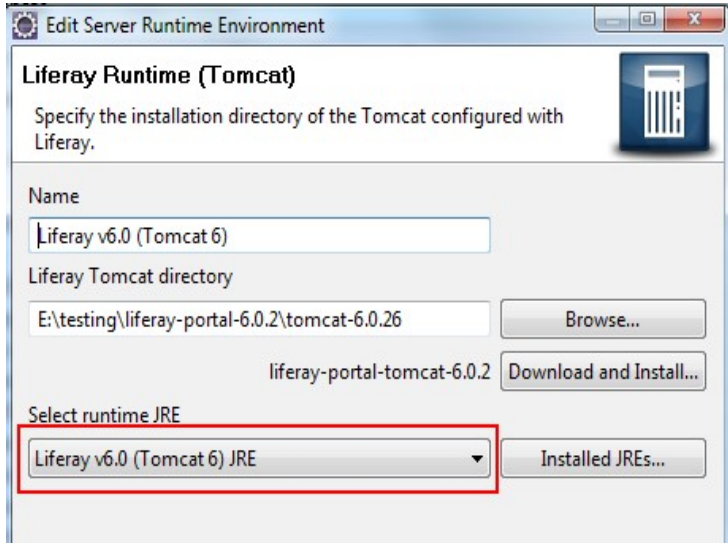 Edit Server Runtime Environment
Liferay Runtime (Tomcat)
Specify the installation directory of the Tomcat configured with
Liferay.
Name
Liferay v6.0 (Tomcat 6)
Liferay Tomcat directory
E:\testing\liferay-portal-6.0.2\tomcat-6.0.26
Browse...
liferay-portal-tomcat-6.0.2
Download and Install...
Select runtime JRE
Liferay v6.0 (Tomcat 6) JRE
Installed JREs...